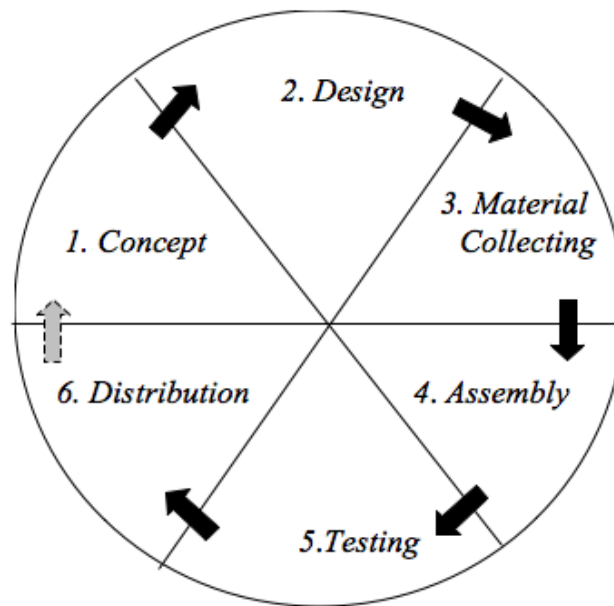 1. Concept
2. Design
3. Material
Collecting
4. Assembly
5.Testing
6. Distribution